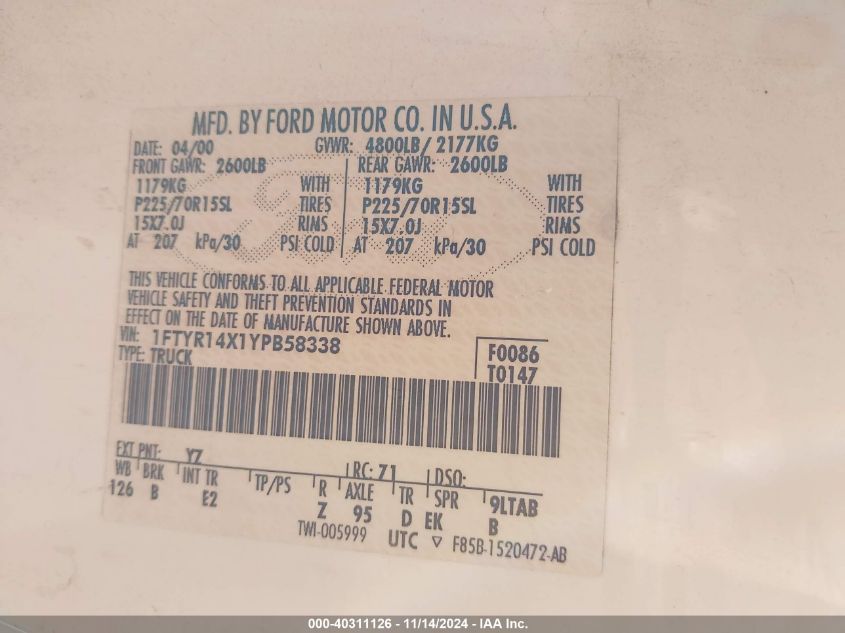 MFD. BY FORD MOTOR CO. IN U.S.A.
DATE: 04/00 GVWR: 4800LB/ 2177KG
FRONT GAWR: 2600LB REAR GAWR: 2600LB
1179KG WITH 1179KG WITH
P225/70R15SL TIRES P225/70R15SL TIRES
15X7.0J RIMS 15X7.0J RIMS
AT 207 kPa/30 PSI COLD AT 207 kPa/30 PSI COLD
THIS VEHICLE CONFORMS TO ALL APPLICABLE FEDERAL MOTOR
VEHICLE SAFETY AND THEFT PREVENTION STANDARDS IN
EFFECT ON THE DATE OF MANUFACTURE SHOWN ABOVE.
VIN: 1FTYR14X1YPB58338 F0086
TYPE: TRUCK T0147
EXT PNT: YZ RC: 71 DSO:
WB BRK INT TR TP/PS R AXLE TR SPR 9LTAB
126 B E2 Z 95 D EK B
TWI-005999 UTC ▽ F85B-1520472-AB
000-40311126 - 11/14/2024 - IAA Inc.